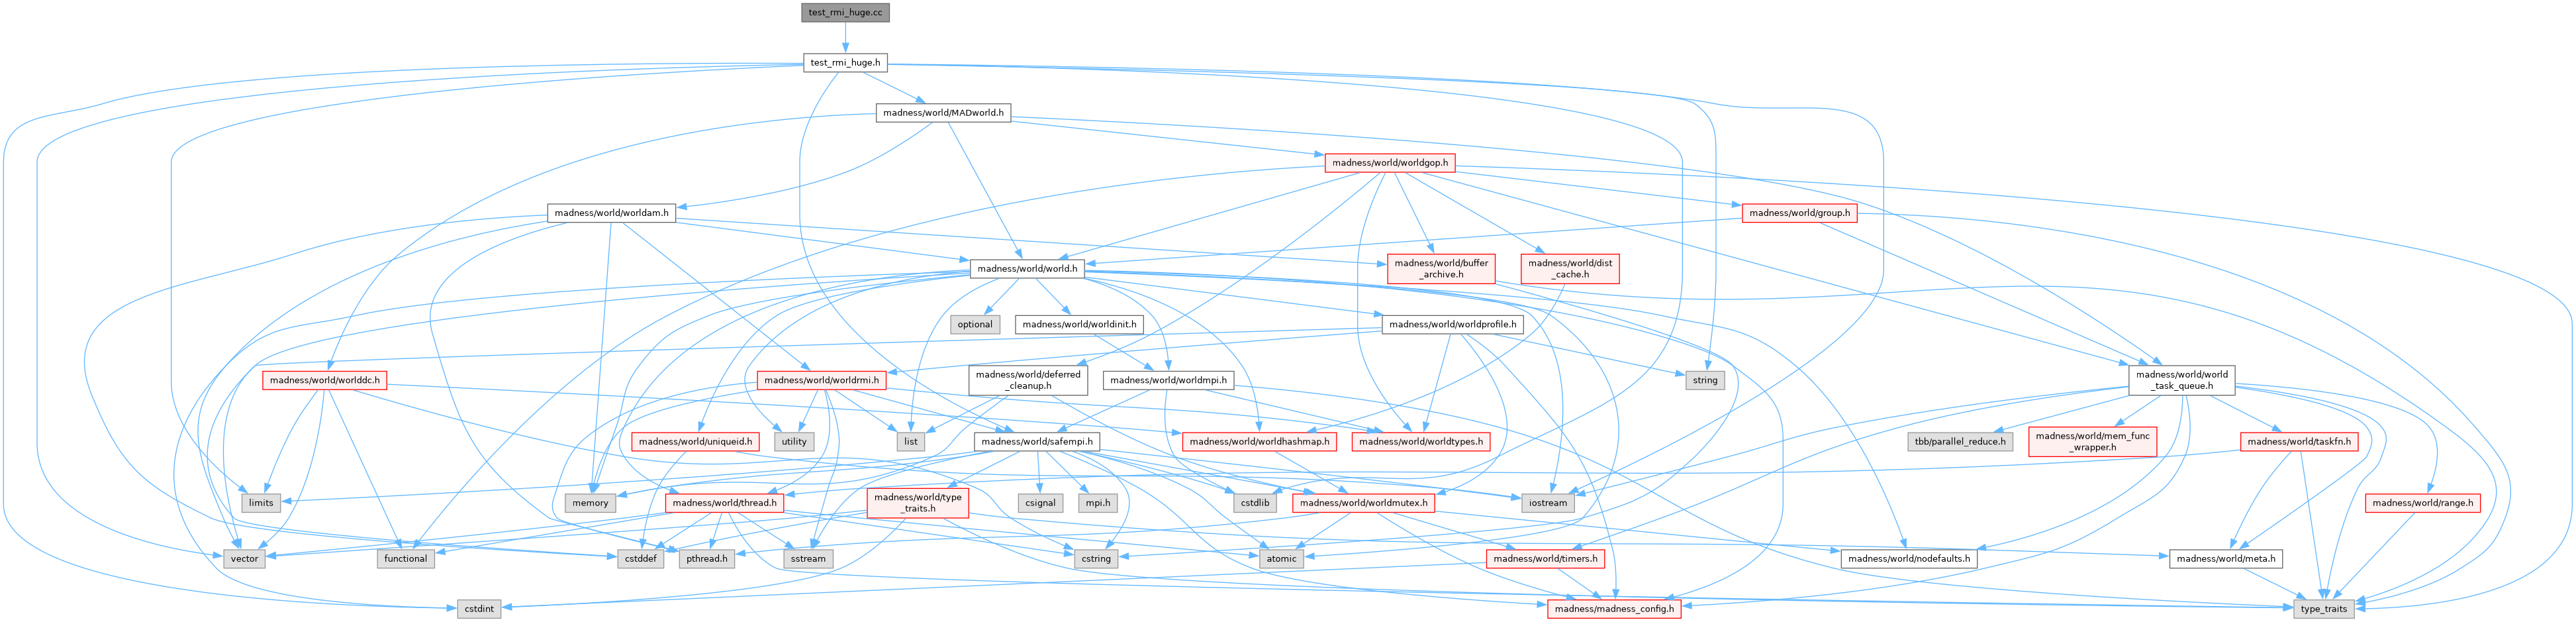 test_rmi_huge.cc
test_rmi_huge.h
madness/world/MADworld.h
madness/world/worldgop.h
madness/world/worldam.h
madness/world/group.h
madness/world/world.h
madness/world/buffer
_archive.h
madness/world/dist
_cache.h
optional
madness/world/worldinit.h
madness/world/worldprofile.h
madness/world/worlddc.h
madness/world/worldrmi.h
madness/world/deferred
_cleanup.h
madness/world/worldmpi.h
string
madness/world/world
_task_queue.h
madness/world/uniqueid.h
utility
list
madness/world/safempi.h
madness/world/worldhashmap.h
madness/world/worldtypes.h
tbb/parallel_reduce.h
madness/world/mem_func
_wrapper.h
madness/world/taskfn.h
limits
memory
madness/world/thread.h
madness/world/type
_traits.h
csignal
mpi.h
cstdlib
madness/world/worldmutex.h
iostream
madness/world/range.h
vector
functional
cstddef
pthread.h
sstream
cstring
atomic
madness/world/timers.h
madness/world/nodefaults.h
madness/world/meta.h
cstdint
madness/madness_config.h
type_traits